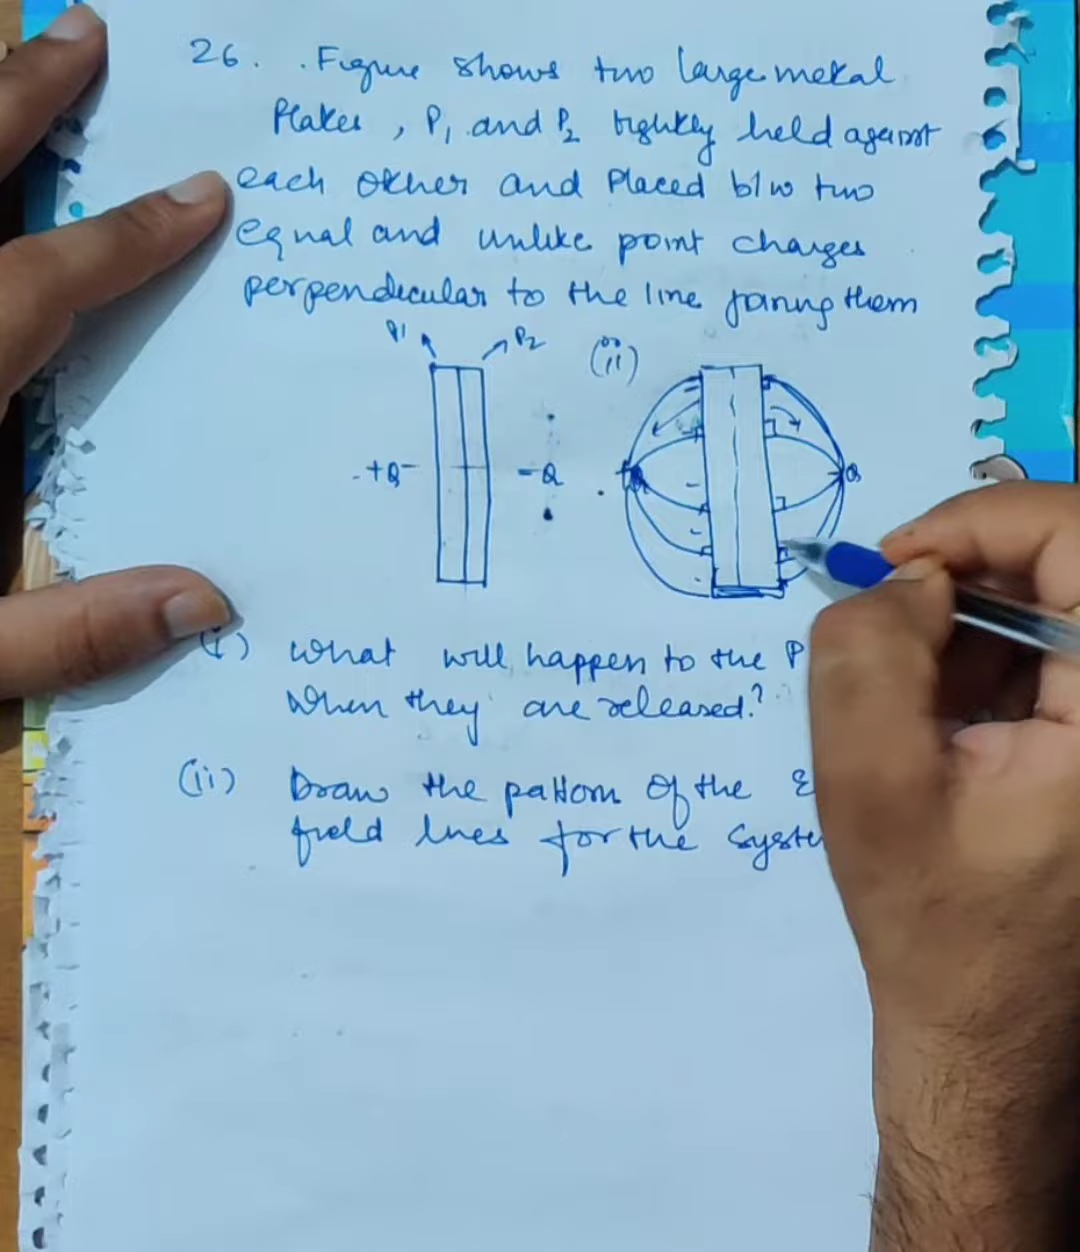 26. . Figure shows two large metal
Plates, P1 and P2 tightly held against
each other and Placed b/w two
equal and unlike point charges
perpendicular to the line joining them
P1 P2 (ii)
+Q - Q Q
(i) What will happen to the P
when they are released?
(ii) Draw the pattern of the E
field lines for the syste